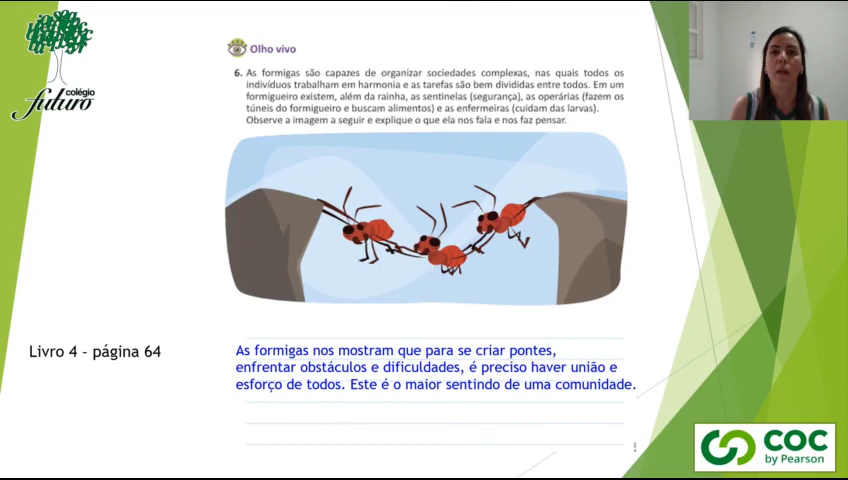 colégio
futuro
Olho vivo
6. As formigas são capazes de organizar sociedades complexas, nas quais todos os
indivíduos trabalham em harmonia e as tarefas são bem divididas entre todos. Em um
formigueiro existem, além da rainha, as sentinelas (segurança), as operárias (fazem os
túneis do formigueiro e buscam alimentos) e as enfermeiras (cuidam das larvas).
Observe a imagem a seguir e explique o que ela nos fala e nos faz pensar.
Livro 4 – página 64
As formigas nos mostram que para se criar pontes,
enfrentar obstáculos e dificuldades, é preciso haver união e
esforço de todos. Este é o maior sentindo de uma comunidade.
COC
by Pearson